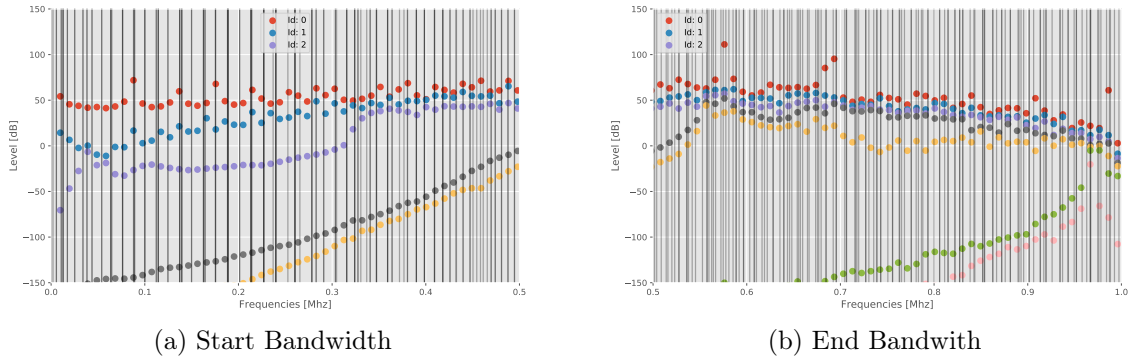 150
100
50
0
−50
−100
−150
Level [dB]
Id: 0
Id: 1
Id: 2
0.0 0.1 0.2 0.3 0.4 0.5
Frequencies [Mhz]
(a) Start Bandwidth
150
100
50
0
−50
−100
−150
Level [dB]
Id: 0
Id: 1
Id: 2
0.5 0.6 0.7 0.8 0.9 1.0
Frequencies [Mhz]
(b) End Bandwith